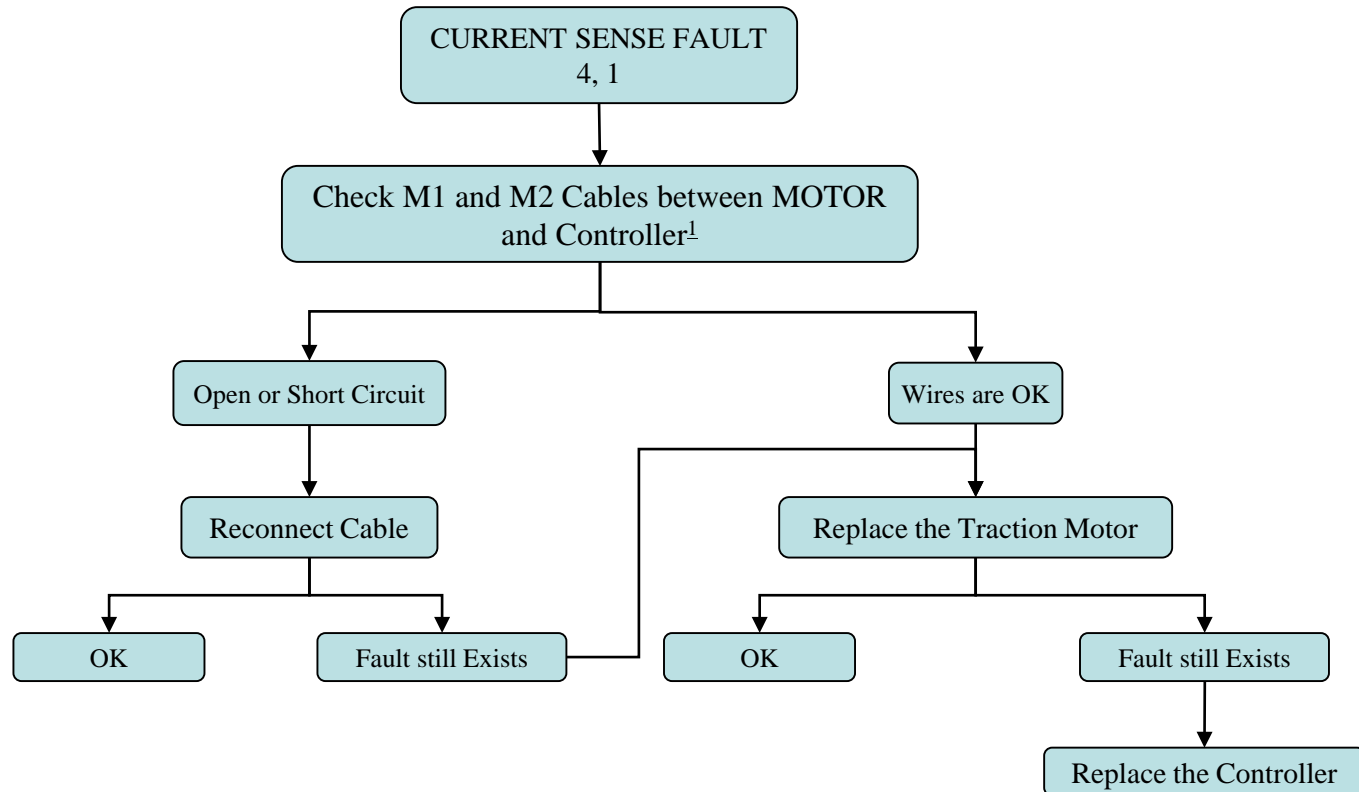 CURRENT SENSE FAULT
4, 1
Check M1 and M2 Cables between MOTOR
and Controller1
Open or Short Circuit
Wires are OK
Reconnect Cable
Replace the Traction Motor
OK
Fault still Exists
OK
Fault still Exists
Replace the Controller